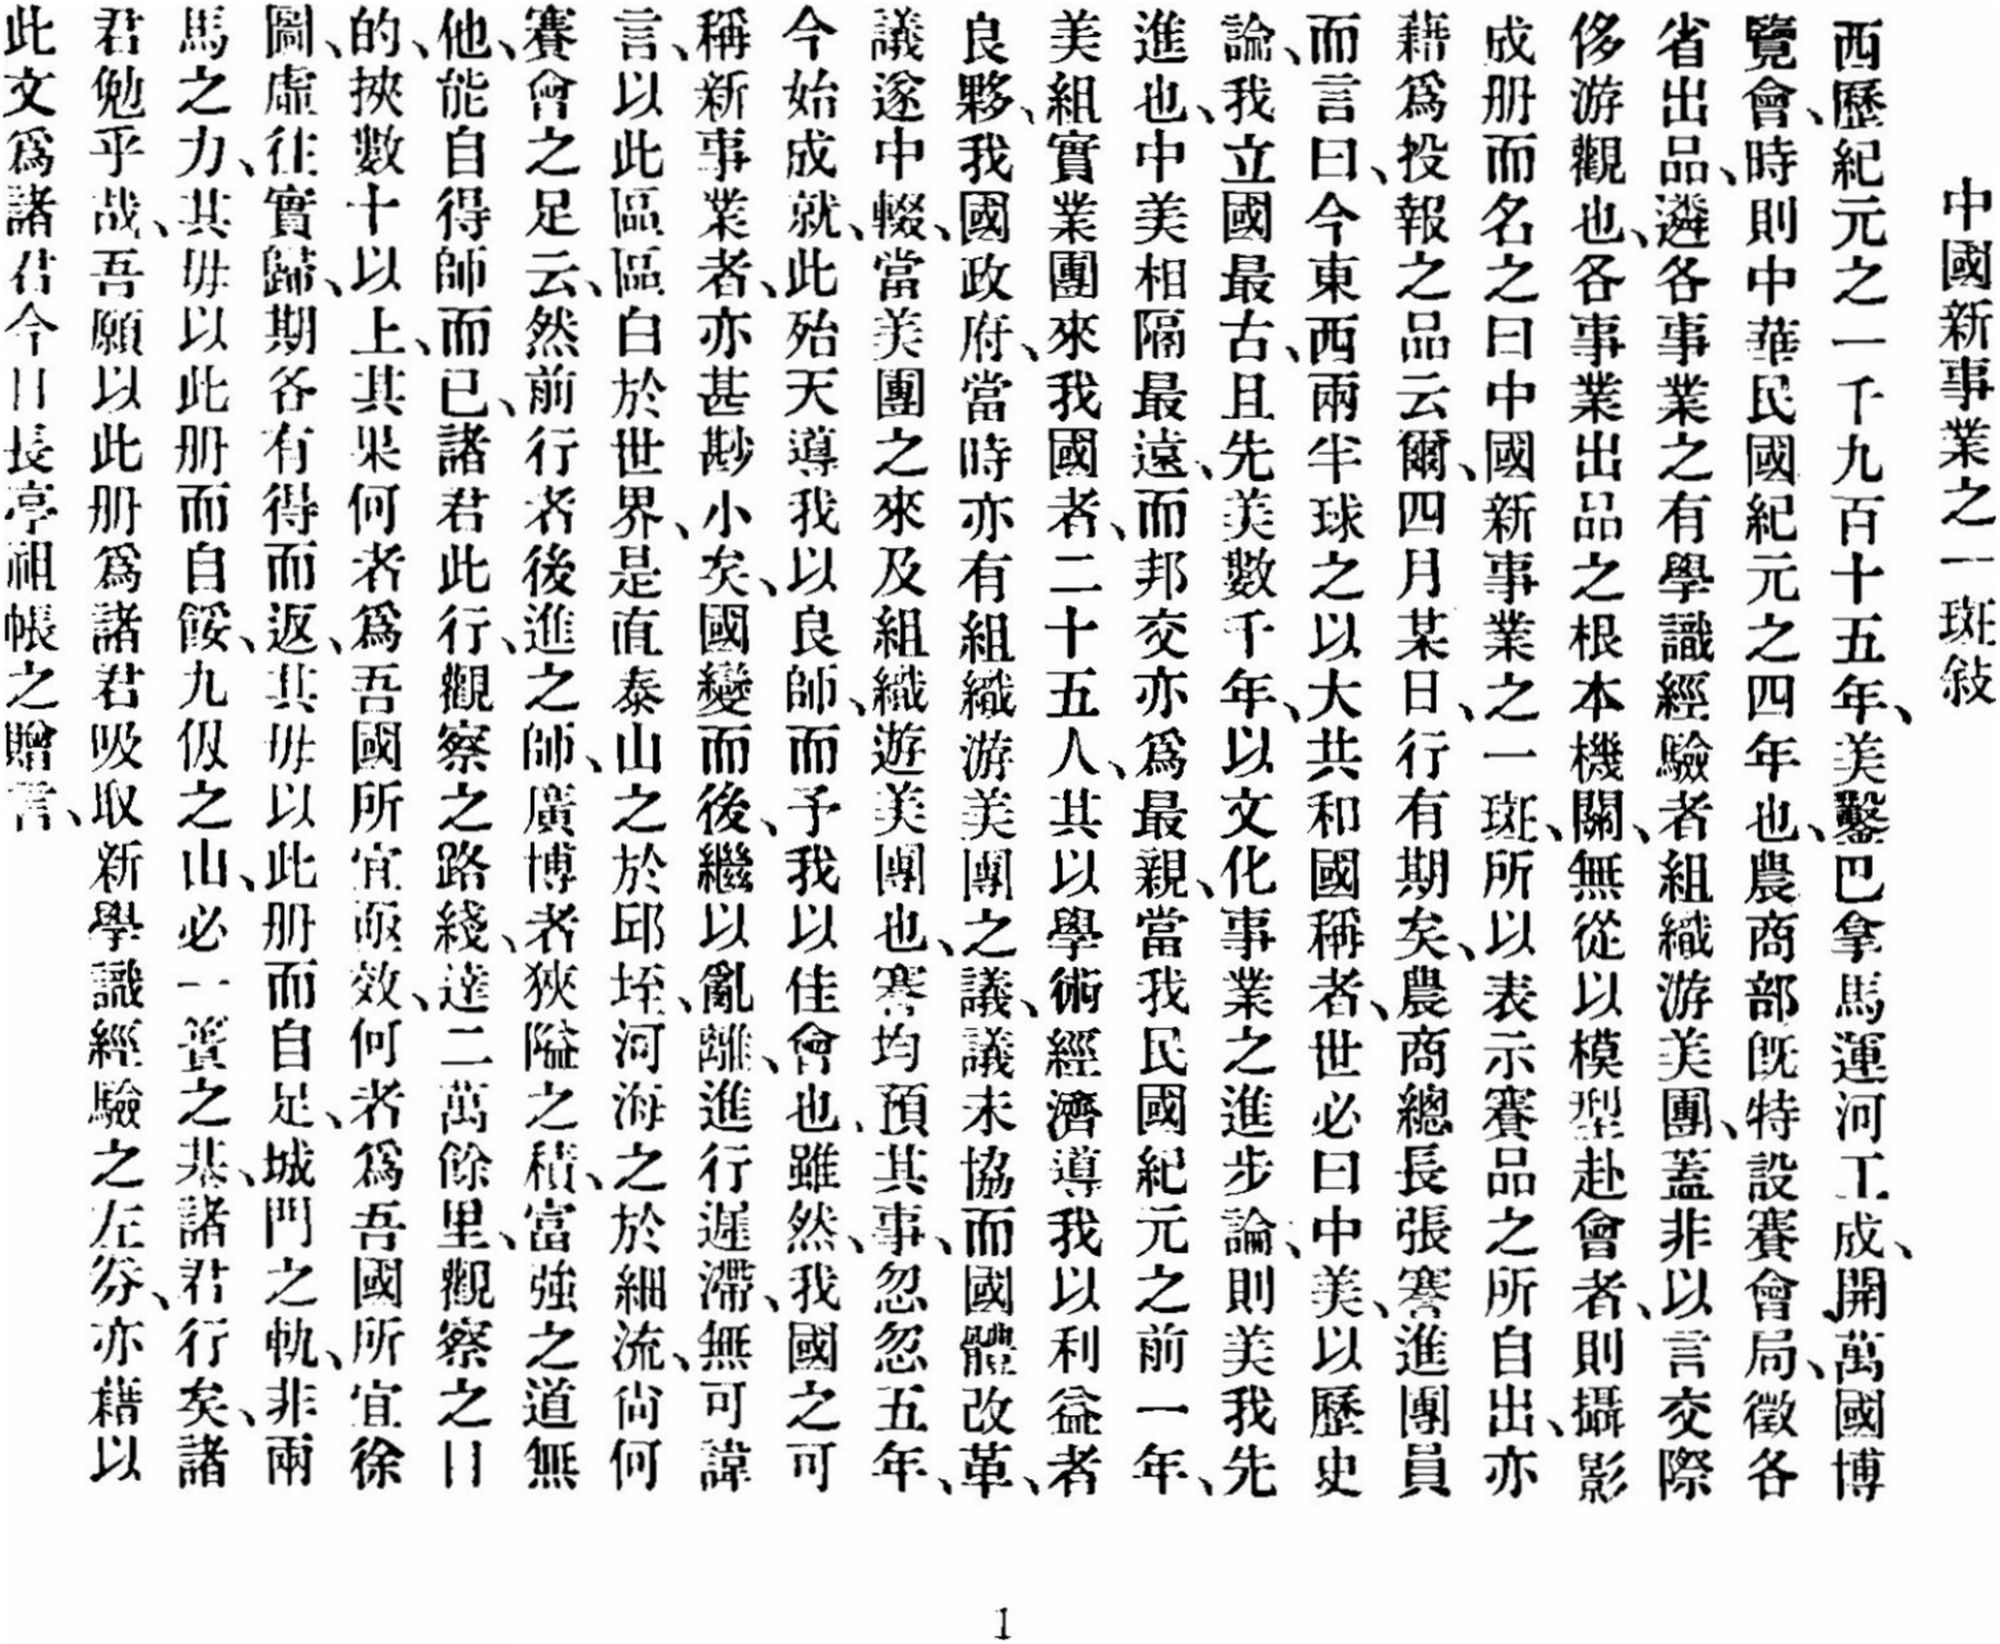 中國新事業之一斑敍
西歷紀元之一千九百十五年、美鑿巴拿馬運河工成、開萬國博
覽會、時則中華民國紀元之四年也、農商部旣特設賽會局、徵各
省出品、遴各事業之有學識經驗者組織游美團、蓋非以言交際
侈游觀也、各事業出品之根本機關、無從以模型赴會者、則攝影
成册而名之曰中國新事業之一斑、所以表示賽品之所自出、亦
藉爲投報之品云爾、四月某日、行有期矣、農商總長張謇進團員
而言曰、今東西兩半球之以大共和國稱者、世必曰中美、以歷史
論、我立國最古、且先美數千年、以文化事業之進步論、則美我先
進也、中美相隔最遠、而邦交亦爲最親、當我民國紀元之前一年、
美組實業團來我國者、二十五人、共以學術經濟導我以利益者
良夥、我國政府、當時亦有組織游美團之議、議未協而國體改革、
議遂中輟、當美團之來及組織遊美團也、謇均預其事、忽忽五年、
今始成就、此殆天導我以良師、而予我以佳會也、雖然、我國之可
稱新事業者、亦甚尠小矣、國變而後、繼以亂離、進行遲滯、無可諱
言、以此區區白於世界、是直泰山之於邱垤、河海之於細流、尙何
賽會之足云、然前行者後進之師、廣博者狹隘之積、富強之道無
他、能自得師而已、諸君此行、觀察之路綫、達二萬餘里、觀察之日
的、挾數十以上、其果何者爲吾國所宜亟效、何者爲吾國所宜徐
圖、虛往實歸、期各有得而返、其毋以此册而自足、城門之軌、非兩
馬之力、其毋以此册而自餒、九仭之山、必一簣之基、諸君行矣、諸
君勉乎哉、吾願以此册爲諸君吸取新學識經驗之左券、亦藉以
此文爲諸君今日長亭祖帳之贈言、
1